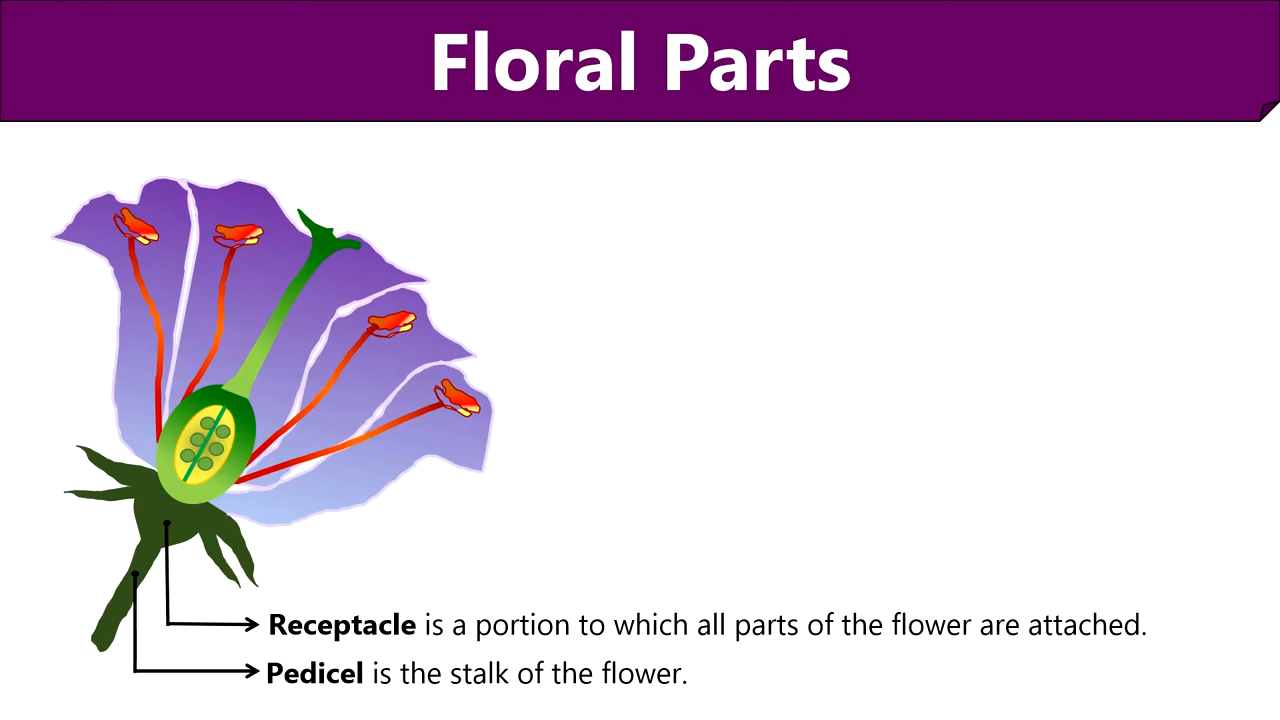 Floral Parts
Receptacle is a portion to which all parts of the flower are attached.
Pedicel is the stalk of the flower.